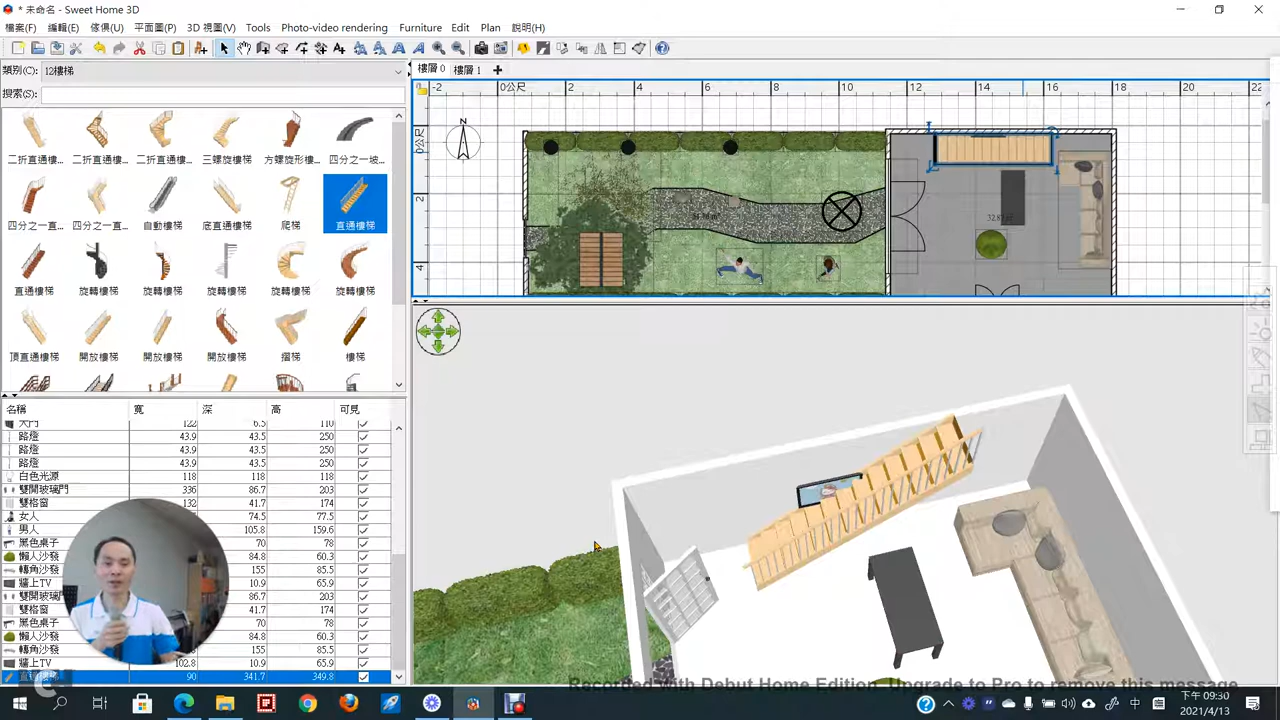 * 未命名 - Sweet Home 3D
檔案(F) 編輯(E) 傢俱(U) 平面圖(P) 3D 視圖(V) Tools Photo-video rendering Furniture Edit Plan 說明(H)
類別(C): 12樓梯
樓層 0 樓層 1
搜索(S):
-2 0公尺 2 4 6 8 10 12 14 16 18 20 22
0公尺
2
4
N
32.87 m²
二折直通樓... 二折直通樓... 二折直通樓... 三螺旋樓梯 方螺旋形樓... 四分之一坡...
四分之一直... 四分之一直... 自動樓梯 底直通樓梯 爬梯 直通樓梯
直通樓梯 旋轉樓梯 旋轉樓梯 旋轉樓梯 旋轉樓梯 旋轉樓梯
頂直通樓梯 開放樓梯 開放樓梯 開放樓梯 摺梯 樓梯
名稱 寬 深 高 可見
大門 122 6.5 110
路燈 43.9 43.5 250
路燈 43.9 43.5 250
路燈 43.9 43.5 250
白色光源 118 118 118
雙開玻璃門 336 86.7 203
雙格窗 132 41.7 174
女人 74.5 77.5
男人 105.8 159.6
黑色桌子 70 78
懶人沙發 84.8 60.3
轉角沙發 155 85.5
牆上TV 10.9 65.9
雙開玻璃門 86.7 203
雙格窗 41.7 174
黑色桌子 70 78
懶人沙發 84.8 60.3
轉角沙發 155 85.5
牆上TV 102.8 10.9 65.9
直通樓梯 90 341.7 349.8
Recorded with Debut Home Edition. Upgrade to Pro to remove this message
中
下午 09:30
2021/4/13